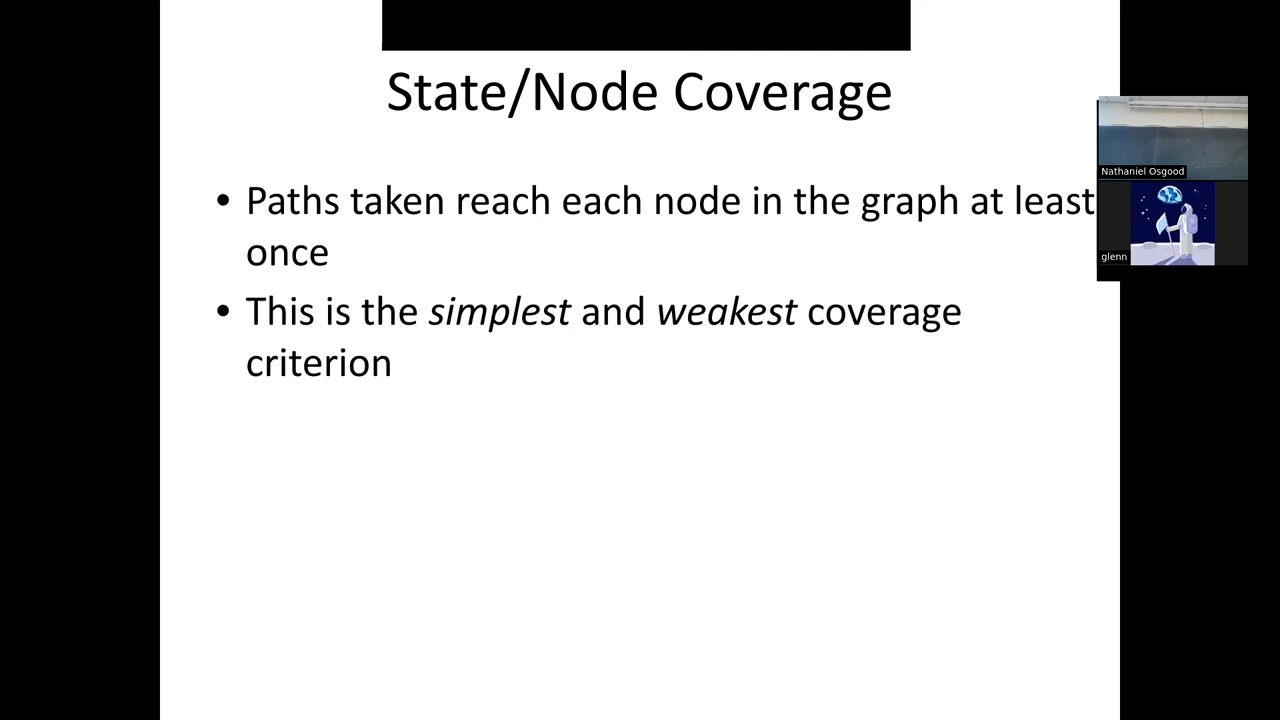 State/Node Coverage
• Paths taken reach each node in the graph at least
once
• This is the simplest and weakest coverage
criterion
Nathaniel Osgood
glenn